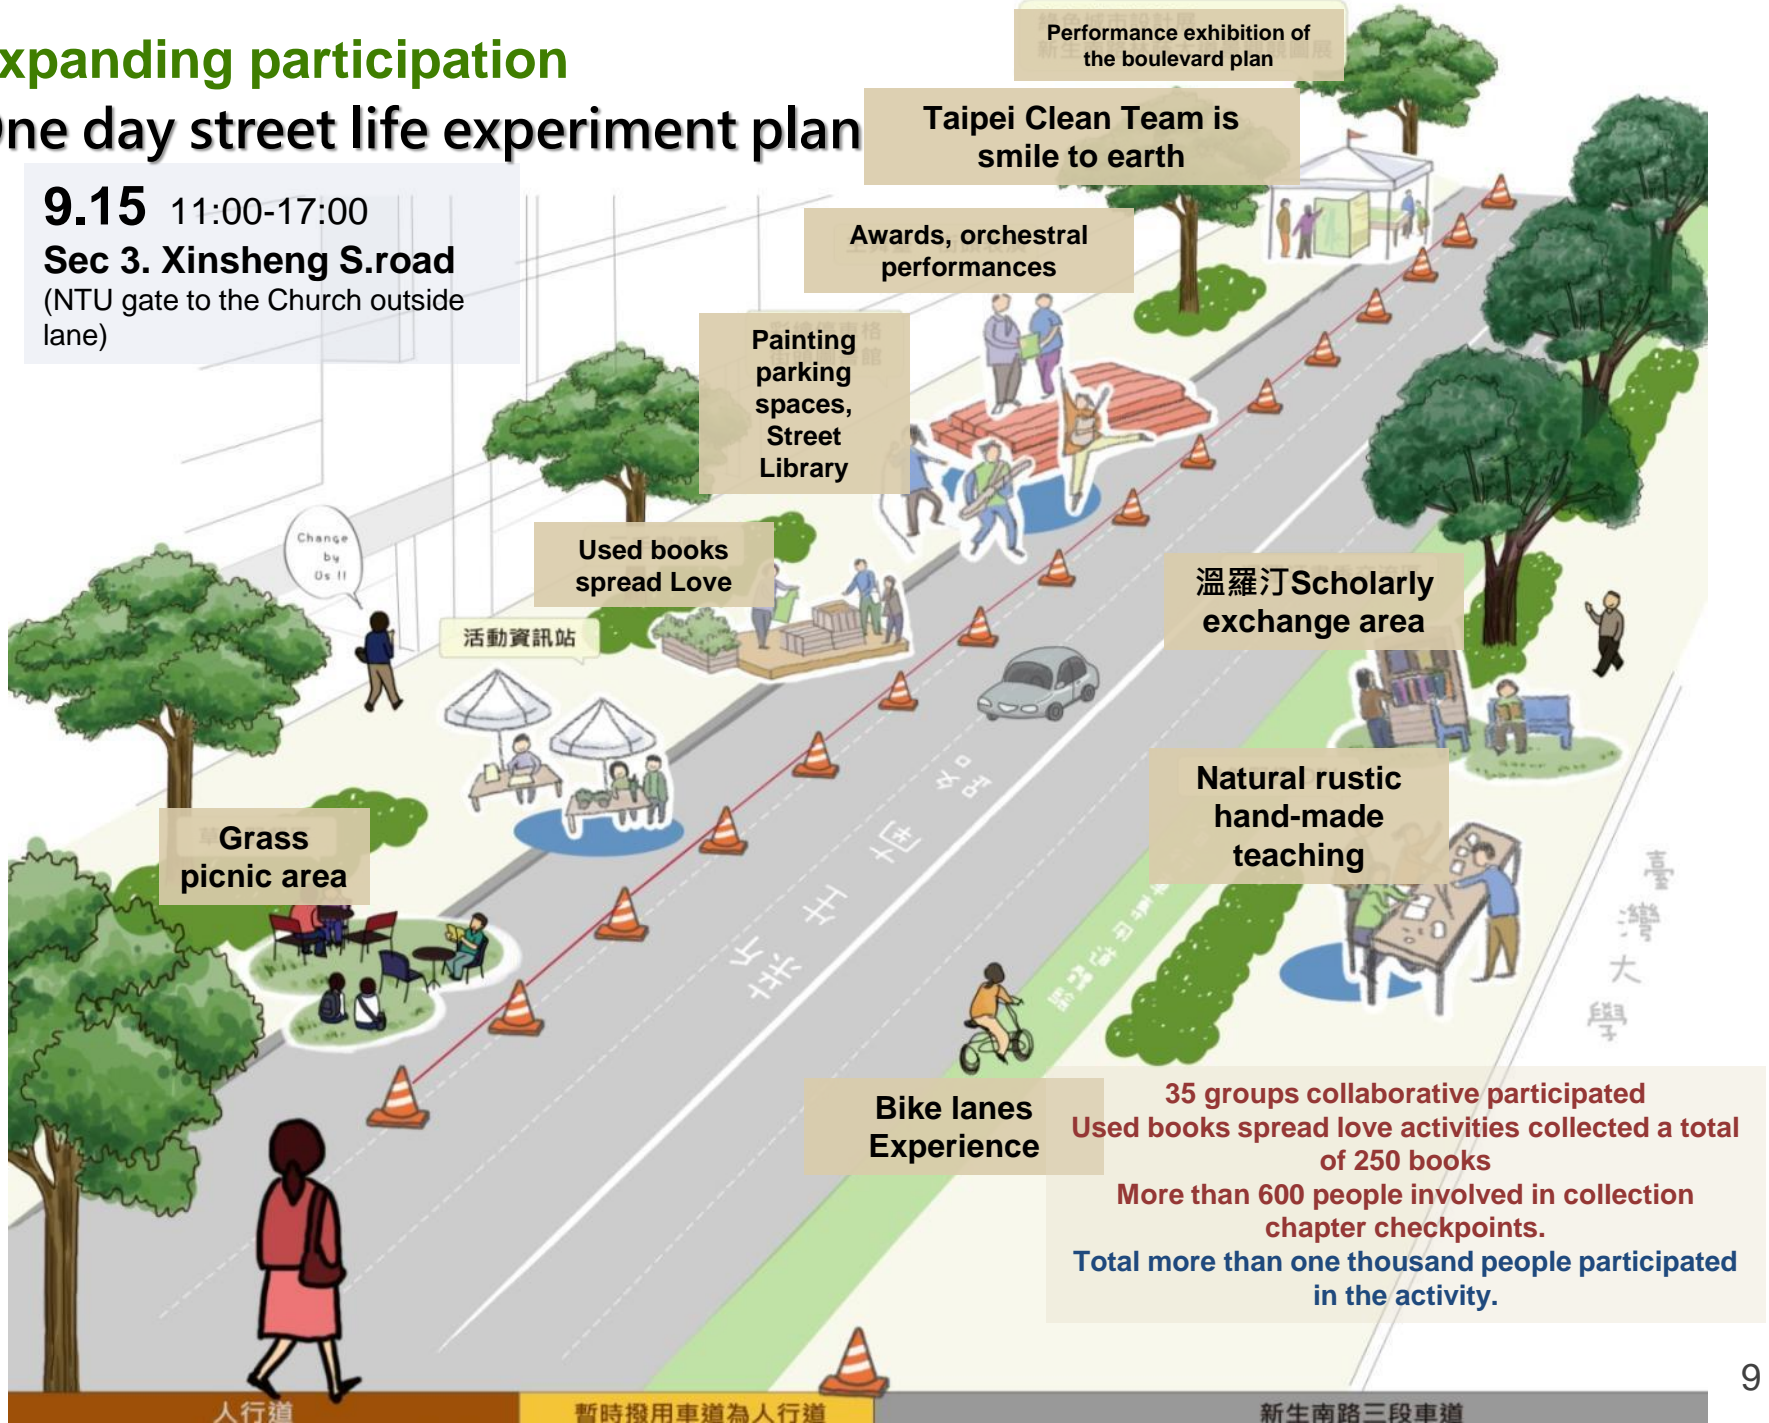 xpanding participation
One day street life experiment plan
9.15 11:00-17:00
Sec 3. Xinsheng S.road
(NTU gate to the Church outside
lane)
Performance exhibition of
the boulevard plan
Taipei Clean Team is
smile to earth
Awards, orchestral
performances
Painting
parking
spaces,
Street
Library
Used books
spread Love
Change
by
Us !!
活動資訊站
溫羅汀Scholarly
exchange area
Natural rustic
hand-made
teaching
Grass
picnic area
新生南路
臺灣大學
Bike lanes
Experience
35 groups collaborative participated
Used books spread love activities collected a total
of 250 books
More than 600 people involved in collection
chapter checkpoints.
Total more than one thousand people participated
in the activity.
9
人行道
暫時撥用車道為人行道
新生南路三段車道